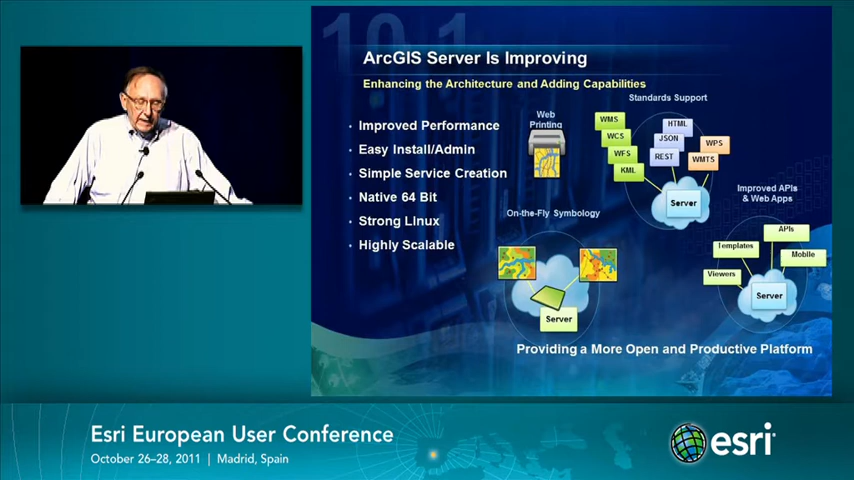 10.1
ArcGIS Server Is Improving
Enhancing the Architecture and Adding Capabilities
• Improved Performance
• Easy Install/Admin
• Simple Service Creation
• Native 64 Bit
• Strong Linux
• Highly Scalable
Web
Printing
Standards Support
WMS
WCS
WFS
KML
HTML
JSON
REST
WPS
WMTS
Server
On-the-Fly Symbology
Server
Improved APIs
& Web Apps
APIs
Templates
Mobile
Viewers
Server
Providing a More Open and Productive Platform
Esri European User Conference
October 26–28, 2011 | Madrid, Spain
esri